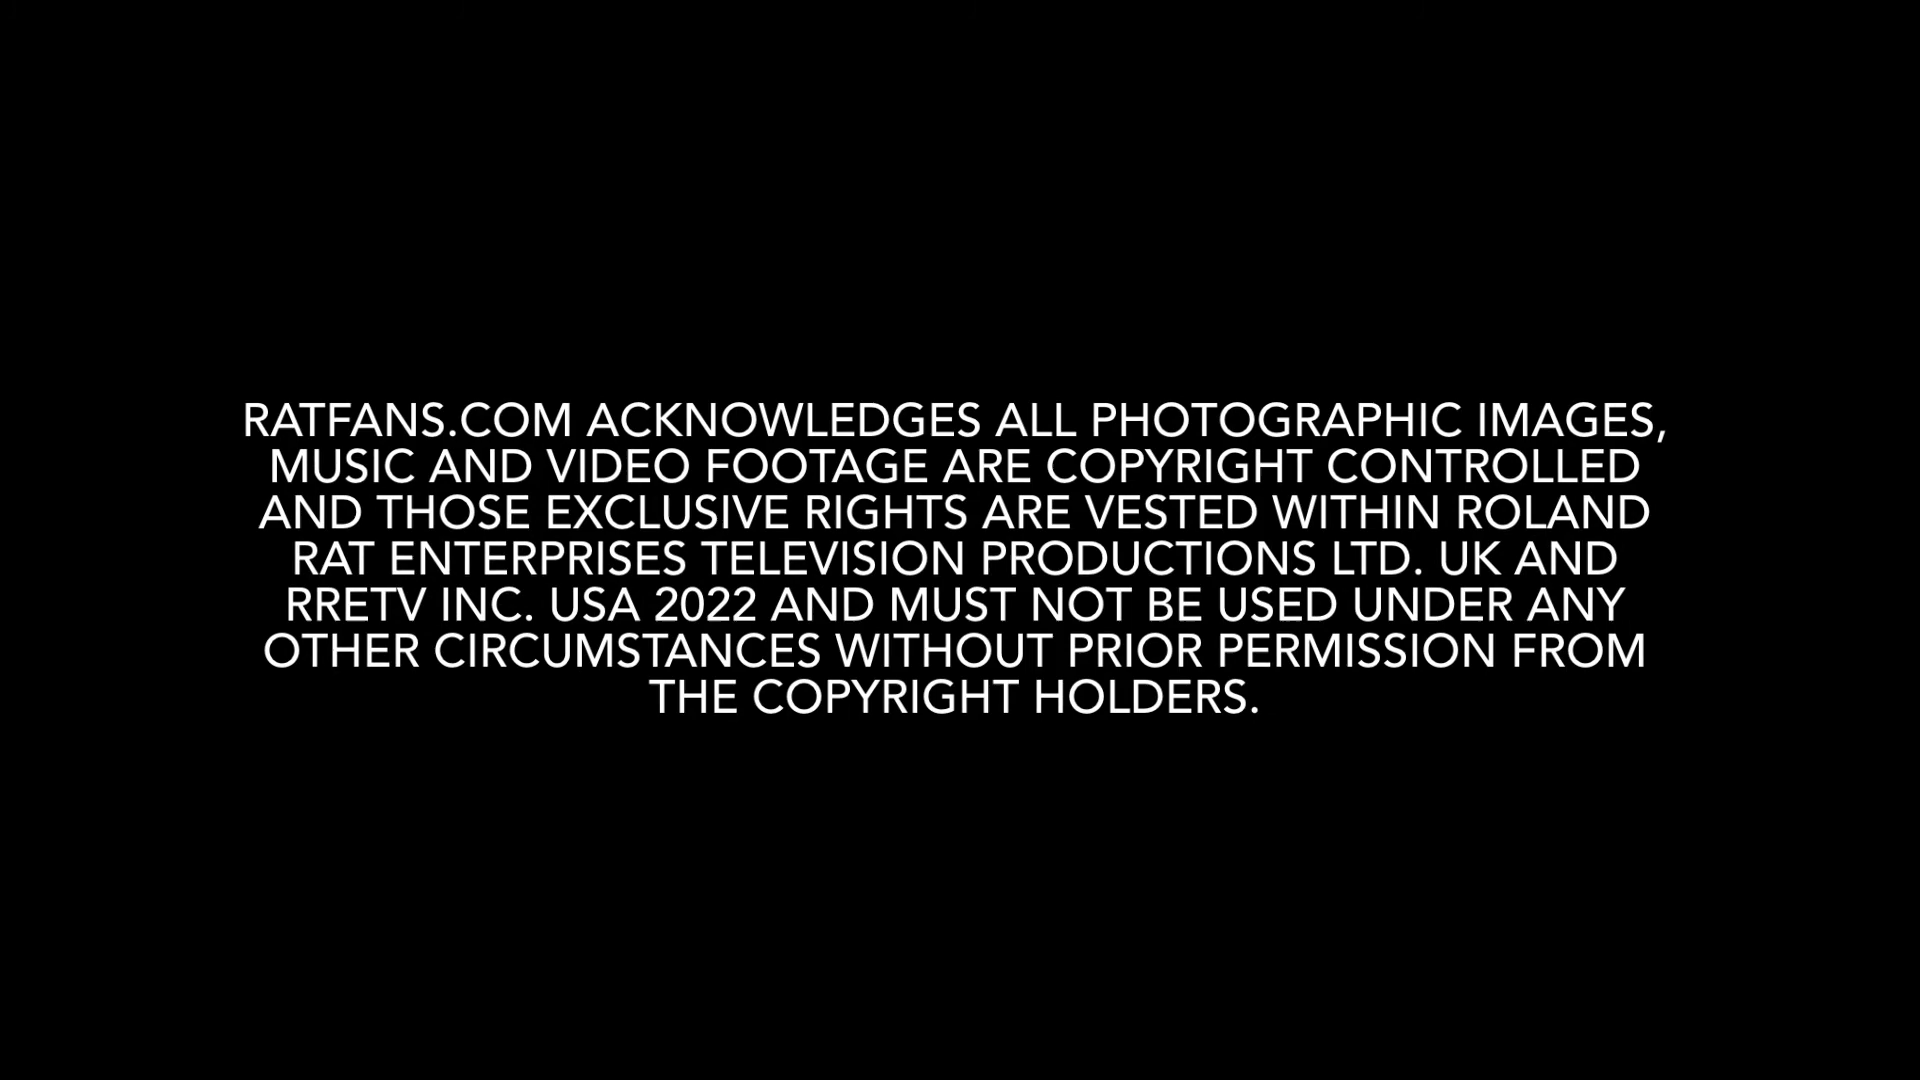 RATFANS.COM ACKNOWLEDGES ALL PHOTOGRAPHIC IMAGES,
MUSIC AND VIDEO FOOTAGE ARE COPYRIGHT CONTROLLED
AND THOSE EXCLUSIVE RIGHTS ARE VESTED WITHIN ROLAND
RAT ENTERPRISES TELEVISION PRODUCTIONS LTD. UK AND
RRETV INC. USA 2022 AND MUST NOT BE USED UNDER ANY
OTHER CIRCUMSTANCES WITHOUT PRIOR PERMISSION FROM
THE COPYRIGHT HOLDERS.